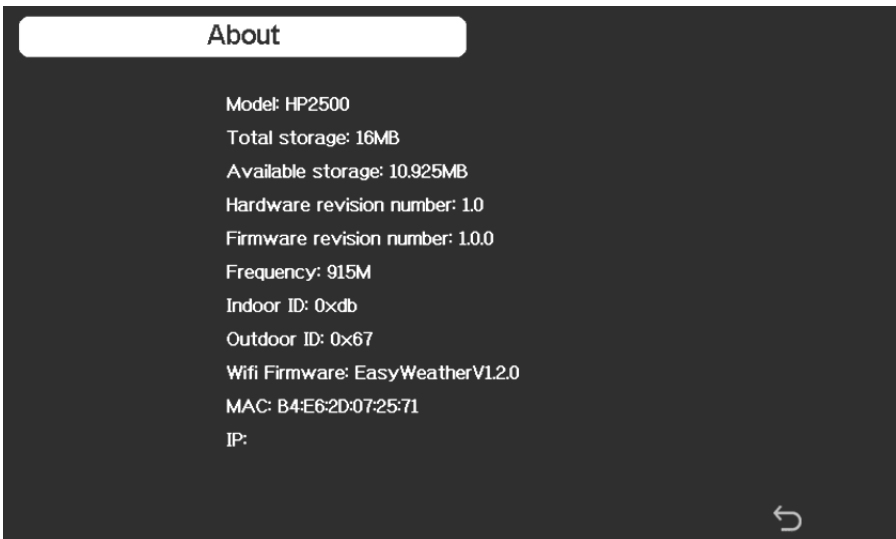 About
Model: HP2500
Total storage: 16MB
Available storage: 10.925MB
Hardware revision number: 1.0
Firmware revision number: 1.0.0
Frequency: 915M
Indoor ID: 0xdb
Outdoor ID: 0x67
Wifi Firmware: EasyWeatherV1.2.0
MAC: B4:E6:2D:07:25:71
IP: